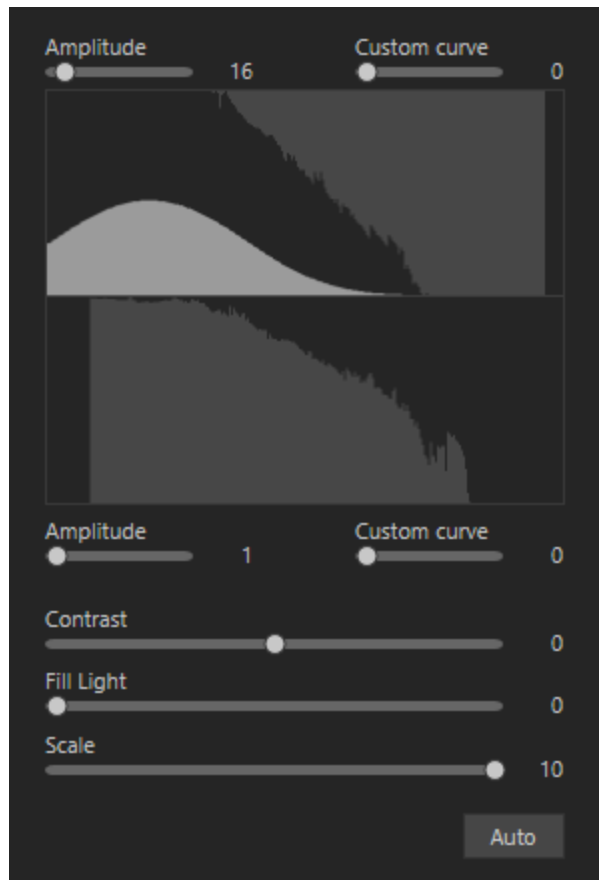 Amplitude
16
Custom curve
0
Amplitude
1
Custom curve
0
Contrast
0
Fill Light
0
Scale
10
Auto